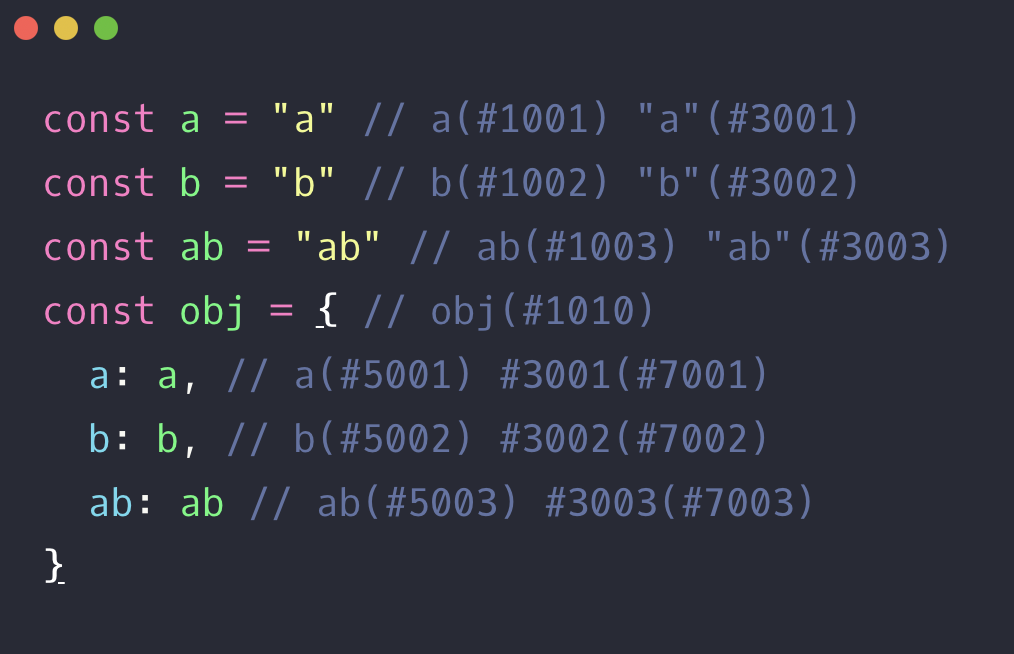 const a = "a" // a(#1001) "a"(#3001)
const b = "b" // b(#1002) "b"(#3002)
const ab = "ab" // ab(#1003) "ab"(#3003)
const obj = { // obj(#1010)
  a: a, // a(#5001) #3001(#7001)
  b: b, // b(#5002) #3002(#7002)
  ab: ab // ab(#5003) #3003(#7003)
}